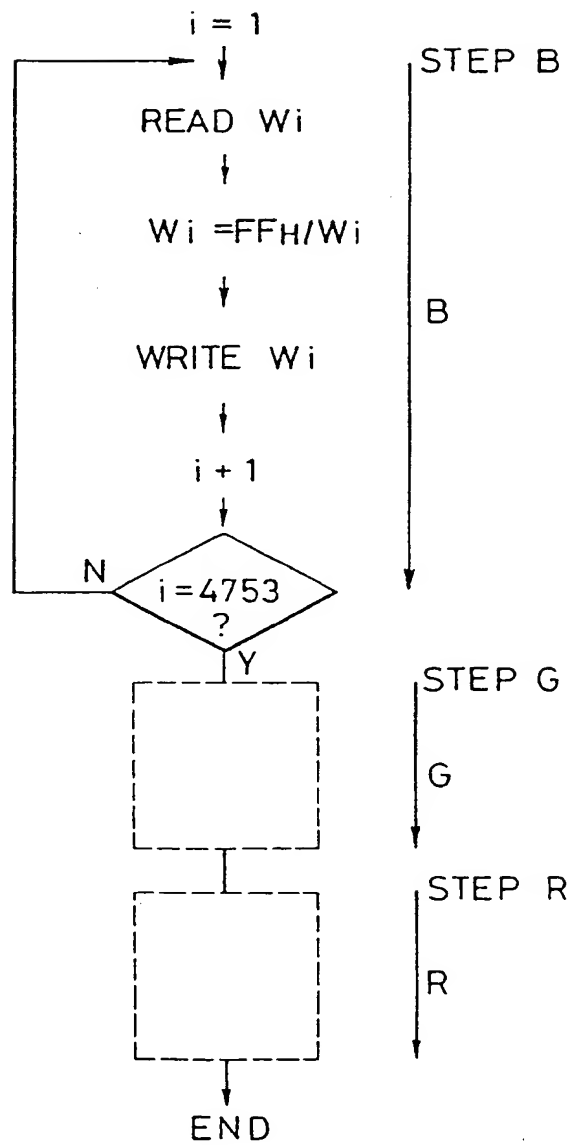 i = 1
STEP B
READ Wi
Wi =FFH/Wi
B
WRITE Wi
i + 1
N
i = 4753
?
Y
STEP G
G
STEP R
R
END